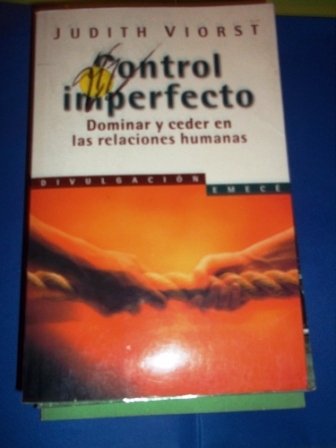 JUDITH VIORST
Control
imperfecto
Dominar y ceder en
las relaciones humanas
DIVULGACIÓN EMECÉ